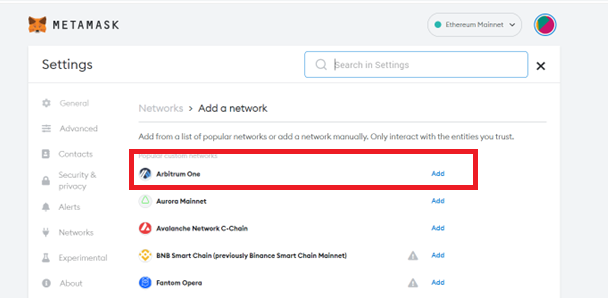 METAMASK
Ethereum Mainnet
Settings
Search in Settings
General
Advanced
Contacts
Security &
privacy
Alerts
Networks
Experimental
About
Networks > Add a network
Add from a list of popular networks or add a network manually. Only interact with the entities you trust.
Popular custom networks
Arbitrum One Add
Aurora Mainnet Add
Avalanche Network C-Chain Add
BNB Smart Chain (previously Binance Smart Chain Mainnet) Add
Fantom Opera Add